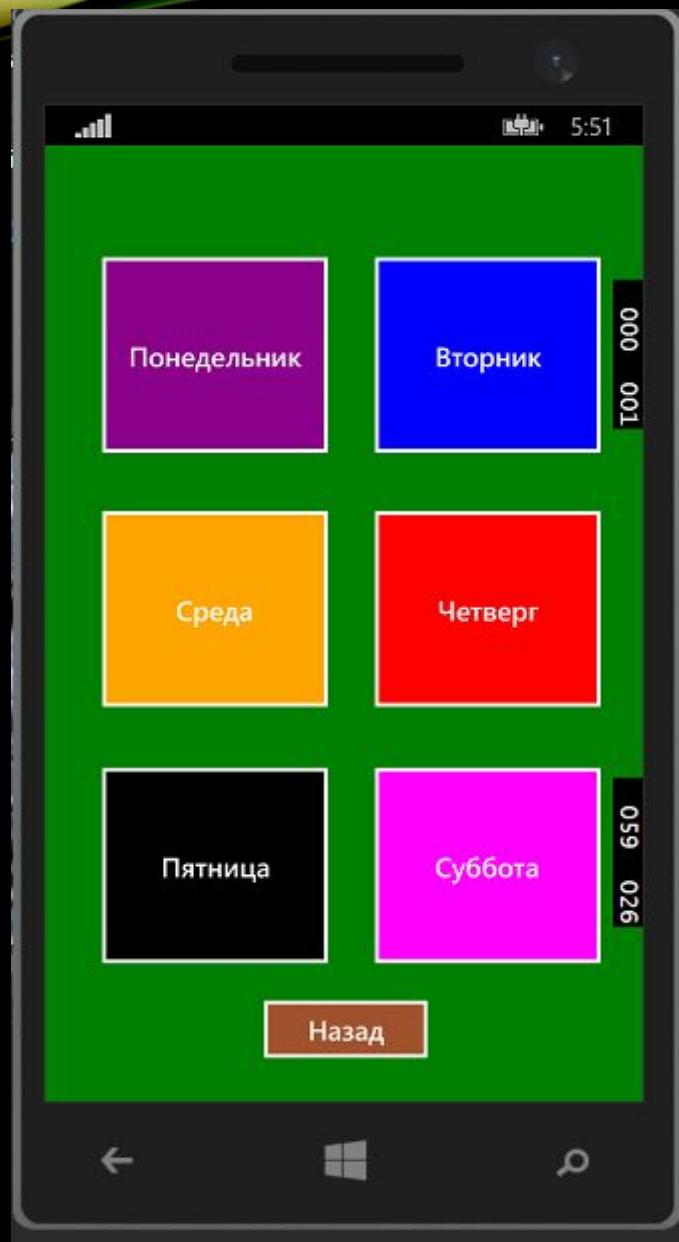 5:51
Понедельник
Вторник
000 001
Среда
Четверг
Пятница
Суббота
059 026
Назад